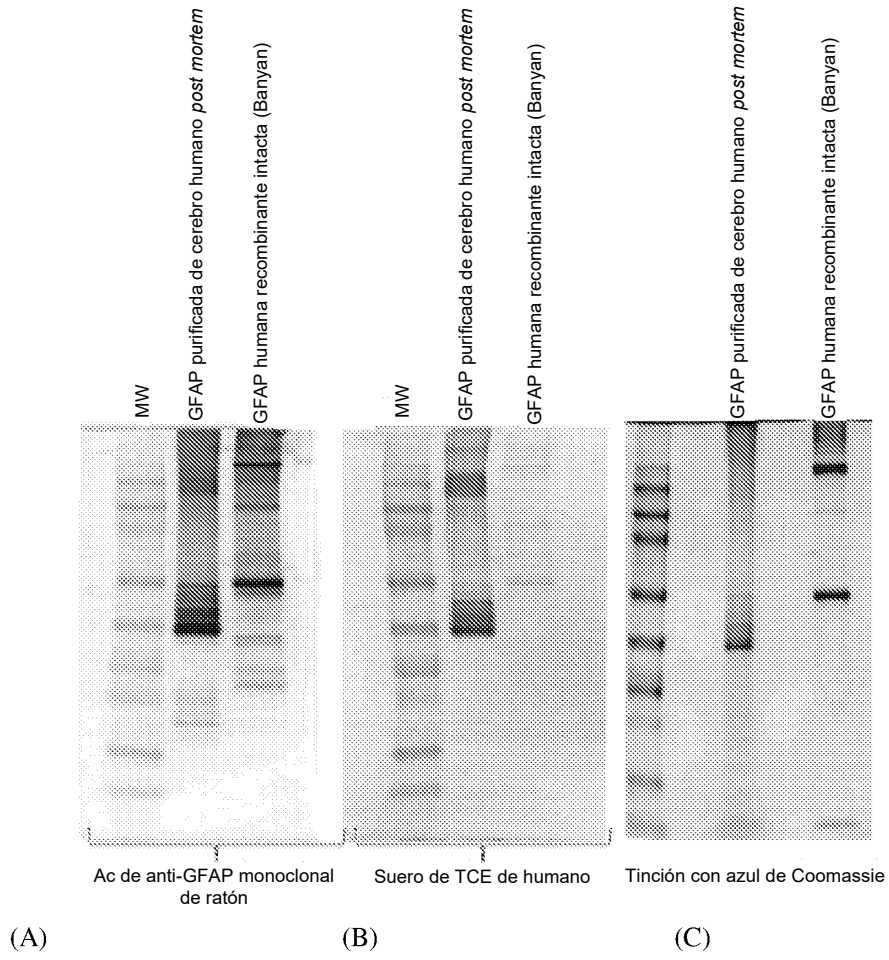 MW
GFAP purificada de cerebro humano post mortem
GFAP humana recombinante intacta (Banyan)
MW
GFAP purificada de cerebro humano post mortem
GFAP humana recombinante intacta (Banyan)
GFAP purificada de cerebro humano post mortem
GFAP humana recombinante intacta (Banyan)
Ac de anti-GFAP monoclonal
de ratón
Suero de TCE de humano
Tinción con azul de Coomassie
(A)
(B)
(C)